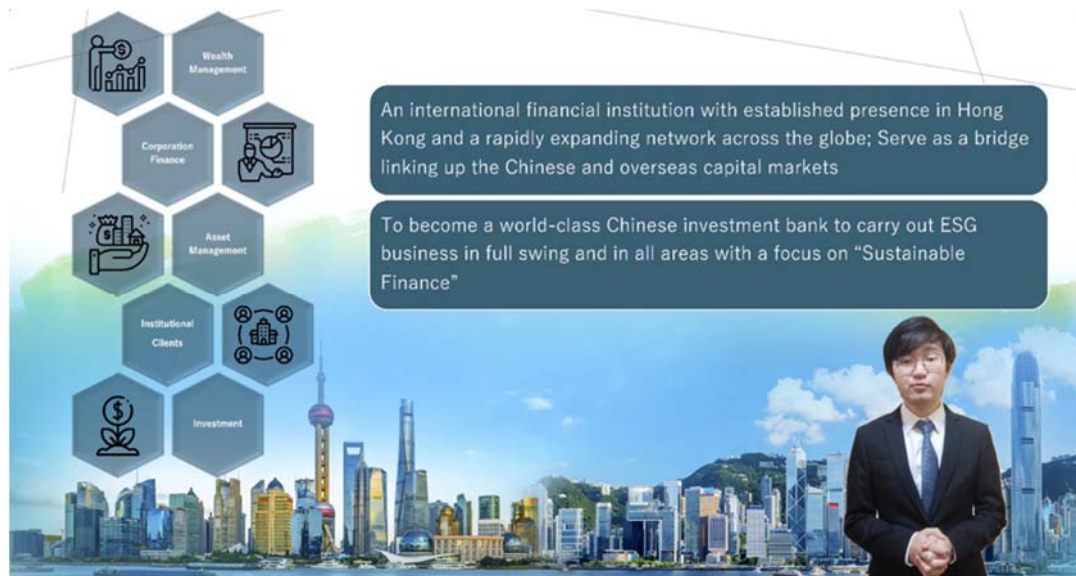 Wealth
Management
Corporation
Finance
Asset
Management
Institutional
Clients
Investment
An international financial institution with established presence in Hong
Kong and a rapidly expanding network across the globe; Serve as a bridge
linking up the Chinese and overseas capital markets
To become a world-class Chinese investment bank to carry out ESG
business in full swing and in all areas with a focus on “Sustainable
Finance”